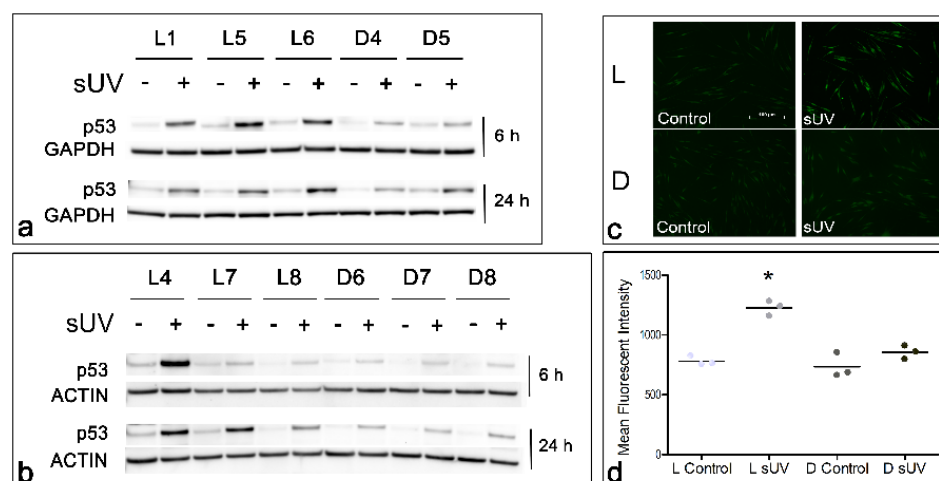 L1 L5 L6 D4 D5
sUV - + - + - + - + - +
p53
GAPDH
6 h
p53
GAPDH
24 h
a
L4 L7 L8 D6 D7 D8
sUV - + - + - + - + - + - +
p53
ACTIN
6 h
p53
ACTIN
24 h
b
L
Control
sUV
D
Control
sUV
c
Mean Fluorescent Intensity
1500
1000
500
0
*
L Control L sUV D Control D sUV
d